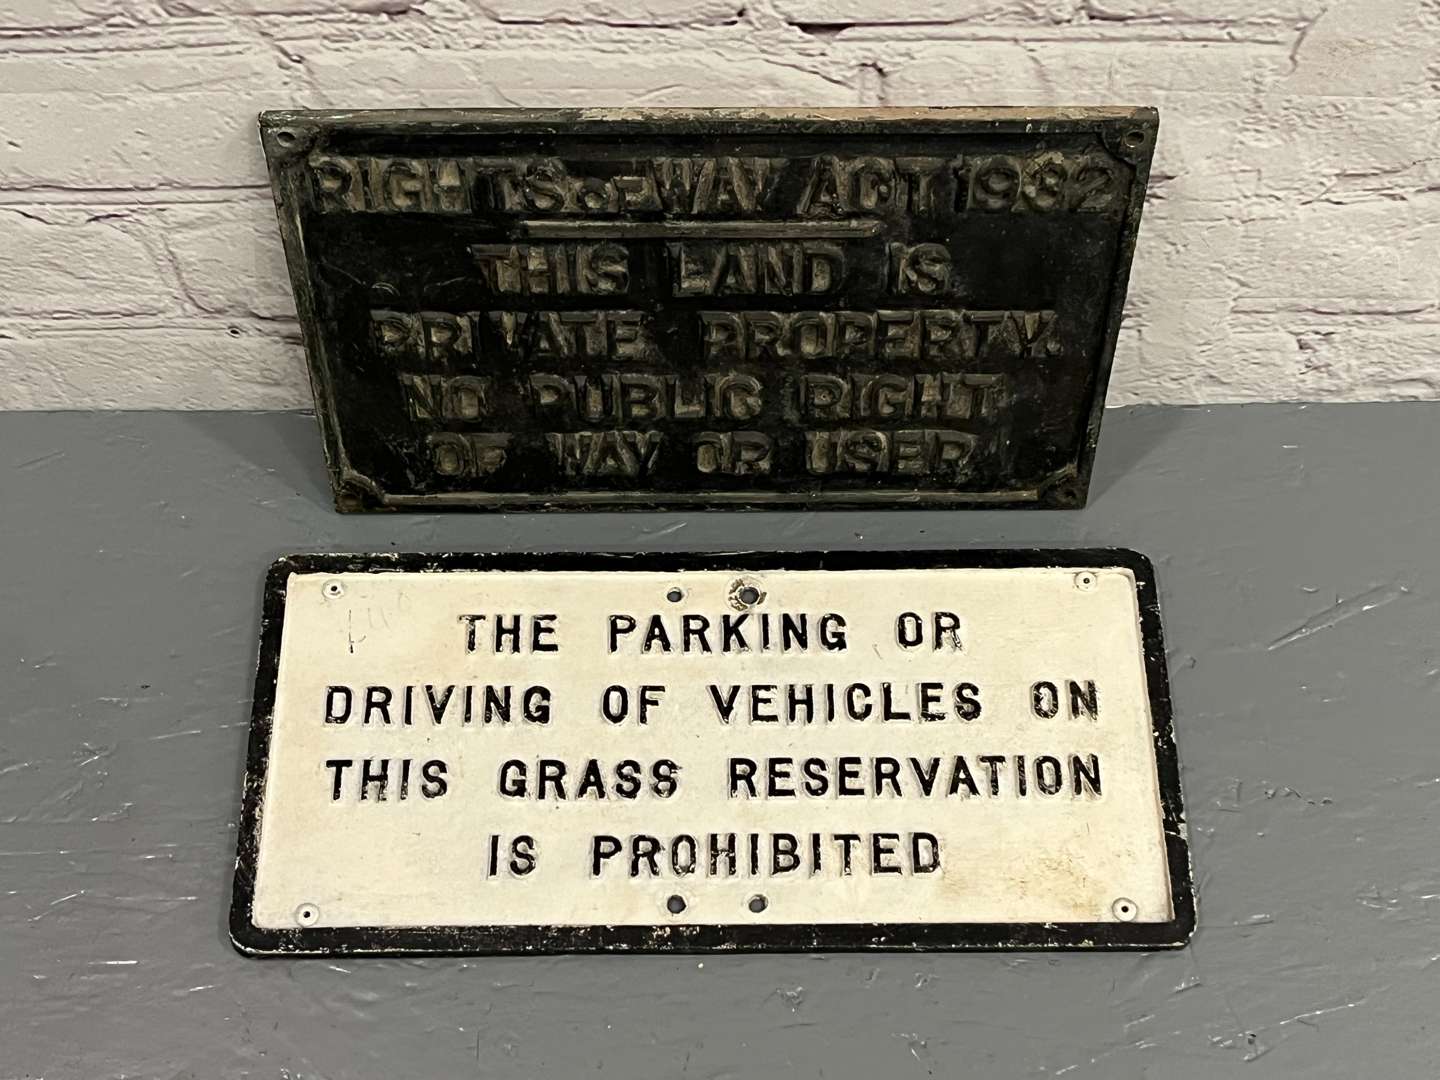 RIGHTS OF WAY ACT 1932
THIS LAND IS
PRIVATE PROPERTY.
NO PUBLIC RIGHT
OF WAY OR USER
THE PARKING OR
DRIVING OF VEHICLES ON
THIS GRASS RESERVATION
IS PROHIBITED